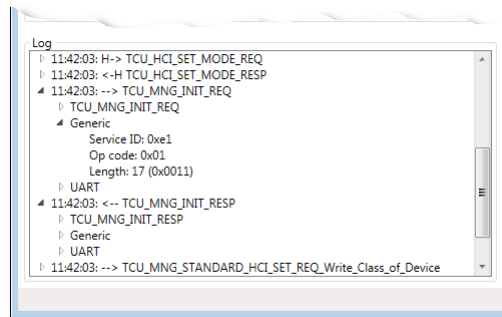 Log
11:42:03: H-> TCU_HCI_SET_MODE_REQ
11:42:03: <-H TCU_HCI_SET_MODE_RESP
11:42:03: --> TCU_MNG_INIT_REQ
TCU_MNG_INIT_REQ
Generic
Service ID: 0xe1
Op code: 0x01
Length: 17 (0x0011)
UART
11:42:03: <-- TCU_MNG_INIT_RESP
TCU_MNG_INIT_RESP
Generic
UART
11:42:03: --> TCU_MNG_STANDARD_HCI_SET_REQ_Write_Class_of_Device